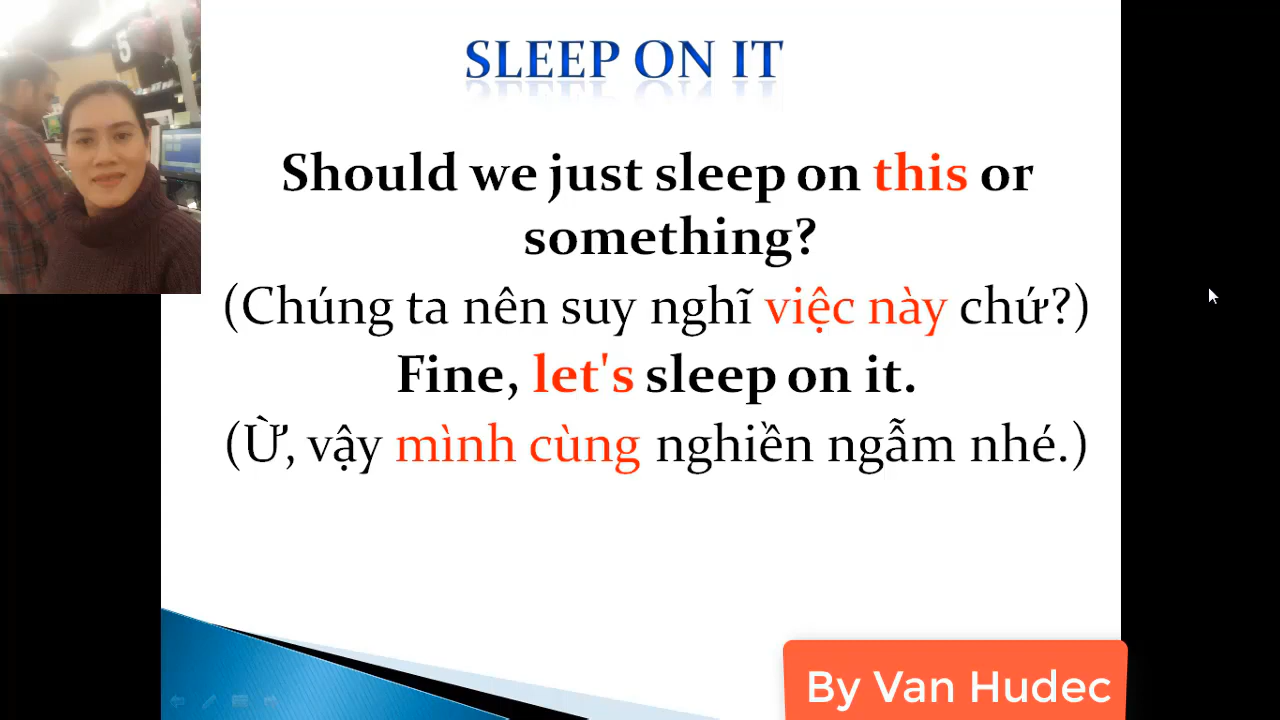 SLEEP ON IT
Should we just sleep on this or
something?
(Chúng ta nên suy nghĩ việc này chứ?)
Fine, let's sleep on it.
(Ừ, vậy mình cùng nghiền ngẫm nhé.)
By Van Hudec
5